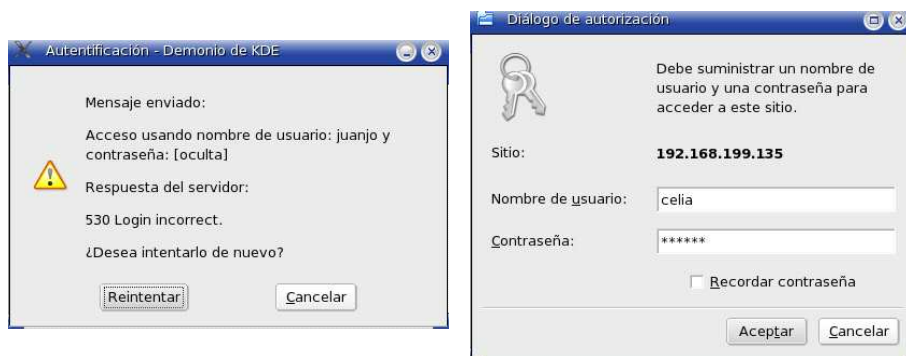 Autentificación - Demonio de KDE
Mensaje enviado:
Acceso usando nombre de usuario: juanjo y
contraseña: [oculta]
Respuesta del servidor:
530 Login incorrect.
¿Desea intentarlo de nuevo?
Reintentar
Cancelar
Diálogo de autorización
Debe suministrar un nombre de
usuario y una contraseña para
acceder a este sitio.
Sitio: 192.168.199.135
Nombre de usuario: celia
Contraseña: ******
Recordar contraseña
Aceptar
Cancelar